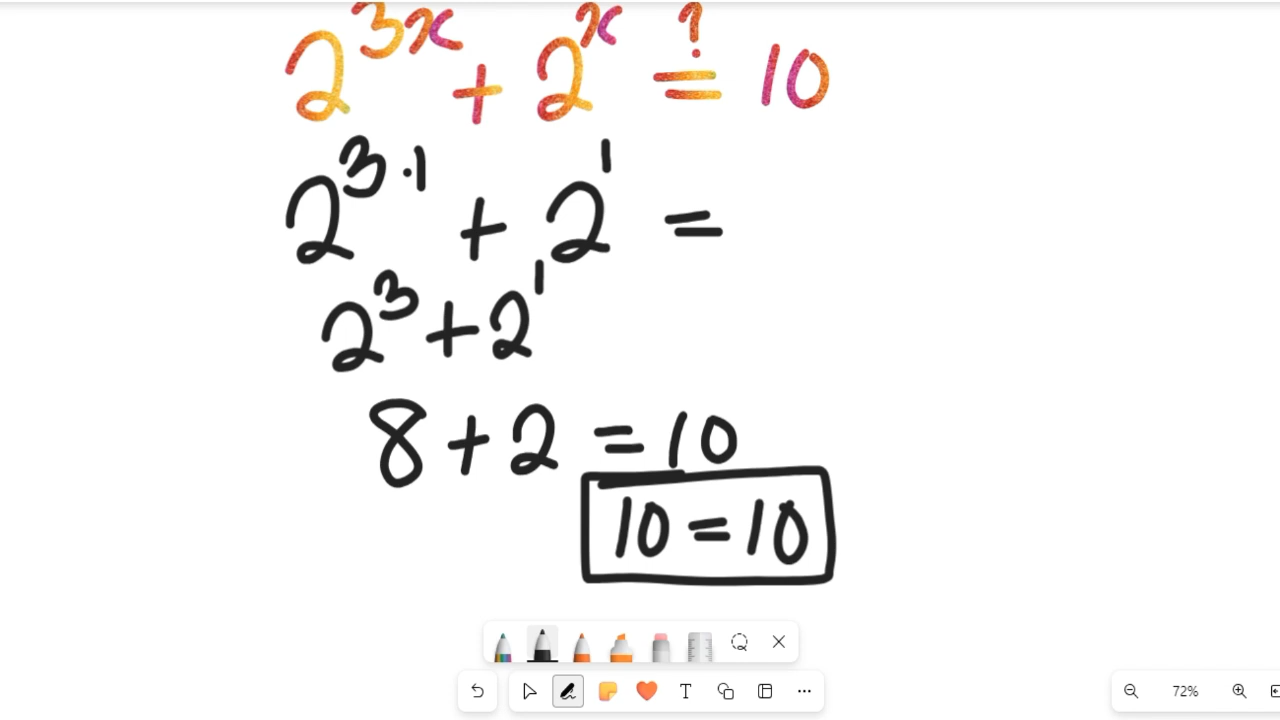 2^{3x} + 2^x ?= 10
2^{3·1} + 2^1 =
2^3 + 2^1
8 + 2 = 10
10 = 10
T
72%